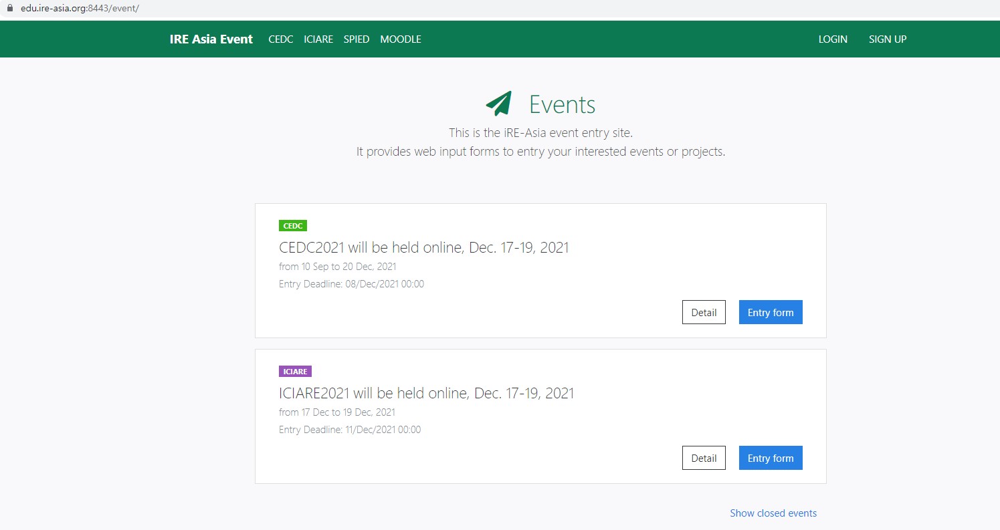 edu.ire-asia.org:8443/event/
IRE Asia Event CEDC ICIARE SPIED MOODLE LOGIN SIGN UP
Events
This is the iRE-Asia event entry site.
It provides web input forms to entry your interested events or projects.
CEDC
CEDC2021 will be held online, Dec. 17-19, 2021
from 10 Sep to 20 Dec, 2021
Entry Deadline: 08/Dec/2021 00:00
Detail Entry form
ICIARE
ICIARE2021 will be held online, Dec. 17-19, 2021
from 17 Dec to 19 Dec, 2021
Entry Deadline: 11/Dec/2021 00:00
Detail Entry form
Show closed events